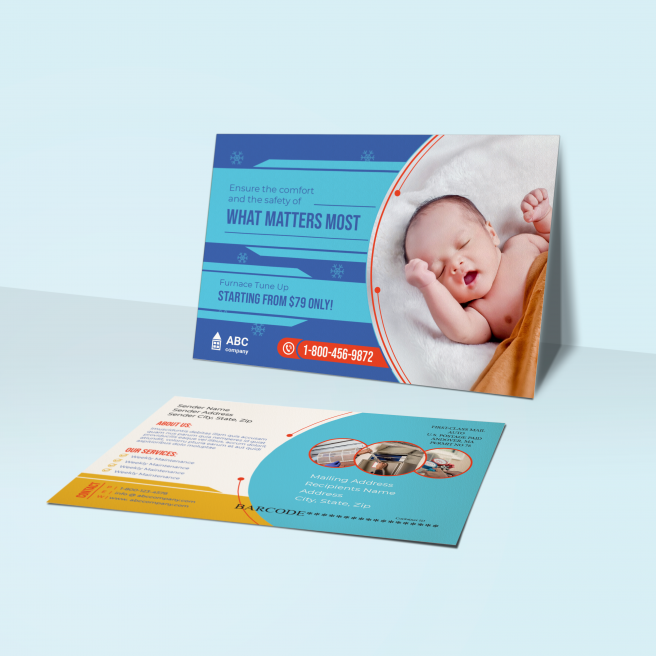 Ensure the comfort
and the safety of
WHAT MATTERS MOST
Furnace Tune Up
STARTING FROM $79 ONLY!
ABC
company
1-800-456-9872
Sender Name
Sender Address
Sender City, State, Zip
ABOUT US:
OUR SERVICES:
Weekly Maintenance
Weekly Maintenance
Weekly Maintenance
CONTACT
FIRST-CLASS MAIL
AUTO
U.S. POSTAGE PAID
PERMIT NO.
Mailing Address
Recipients Name
Address
City, State, Zip
BARCODE